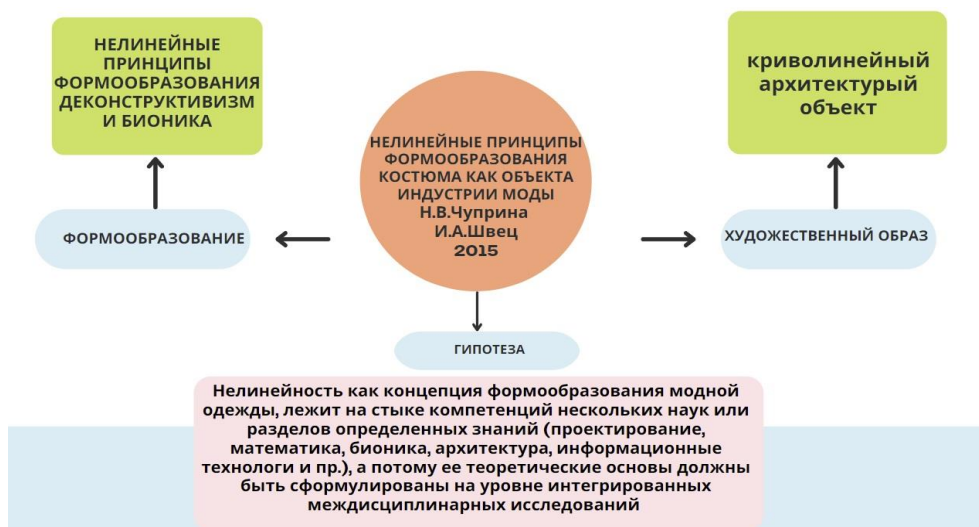 НЕЛИНЕЙНЫЕ
ПРИНЦИПЫ
ФОРМООБРАЗОВАНИЯ
ДЕКОНСТРУКТИВИЗМ
И БИОНИКА
криволинейный
архитектурый
объект
НЕЛИНЕЙНЫЕ ПРИНЦИПЫ
ФОРМООБРАЗОВАНИЯ
КОСТЮМА КАК ОБЪЕКТА
ИНДУСТРИИ МОДЫ
Н.В.Чуприна
И.А.Швец
2015
ФОРМООБРАЗОВАНИЕ
ХУДОЖЕСТВЕННЫЙ ОБРАЗ
ГИПОТЕЗА
Нелинейность как концепция формообразования модной
одежды, лежит на стыке компетенций нескольких наук или
разделов определенных знаний (проектирование,
математика, бионика, архитектура, информационные
технологи и пр.), а потому ее теоретические основы должны
быть сформулированы на уровне интегрированных
междисциплинарных исследований